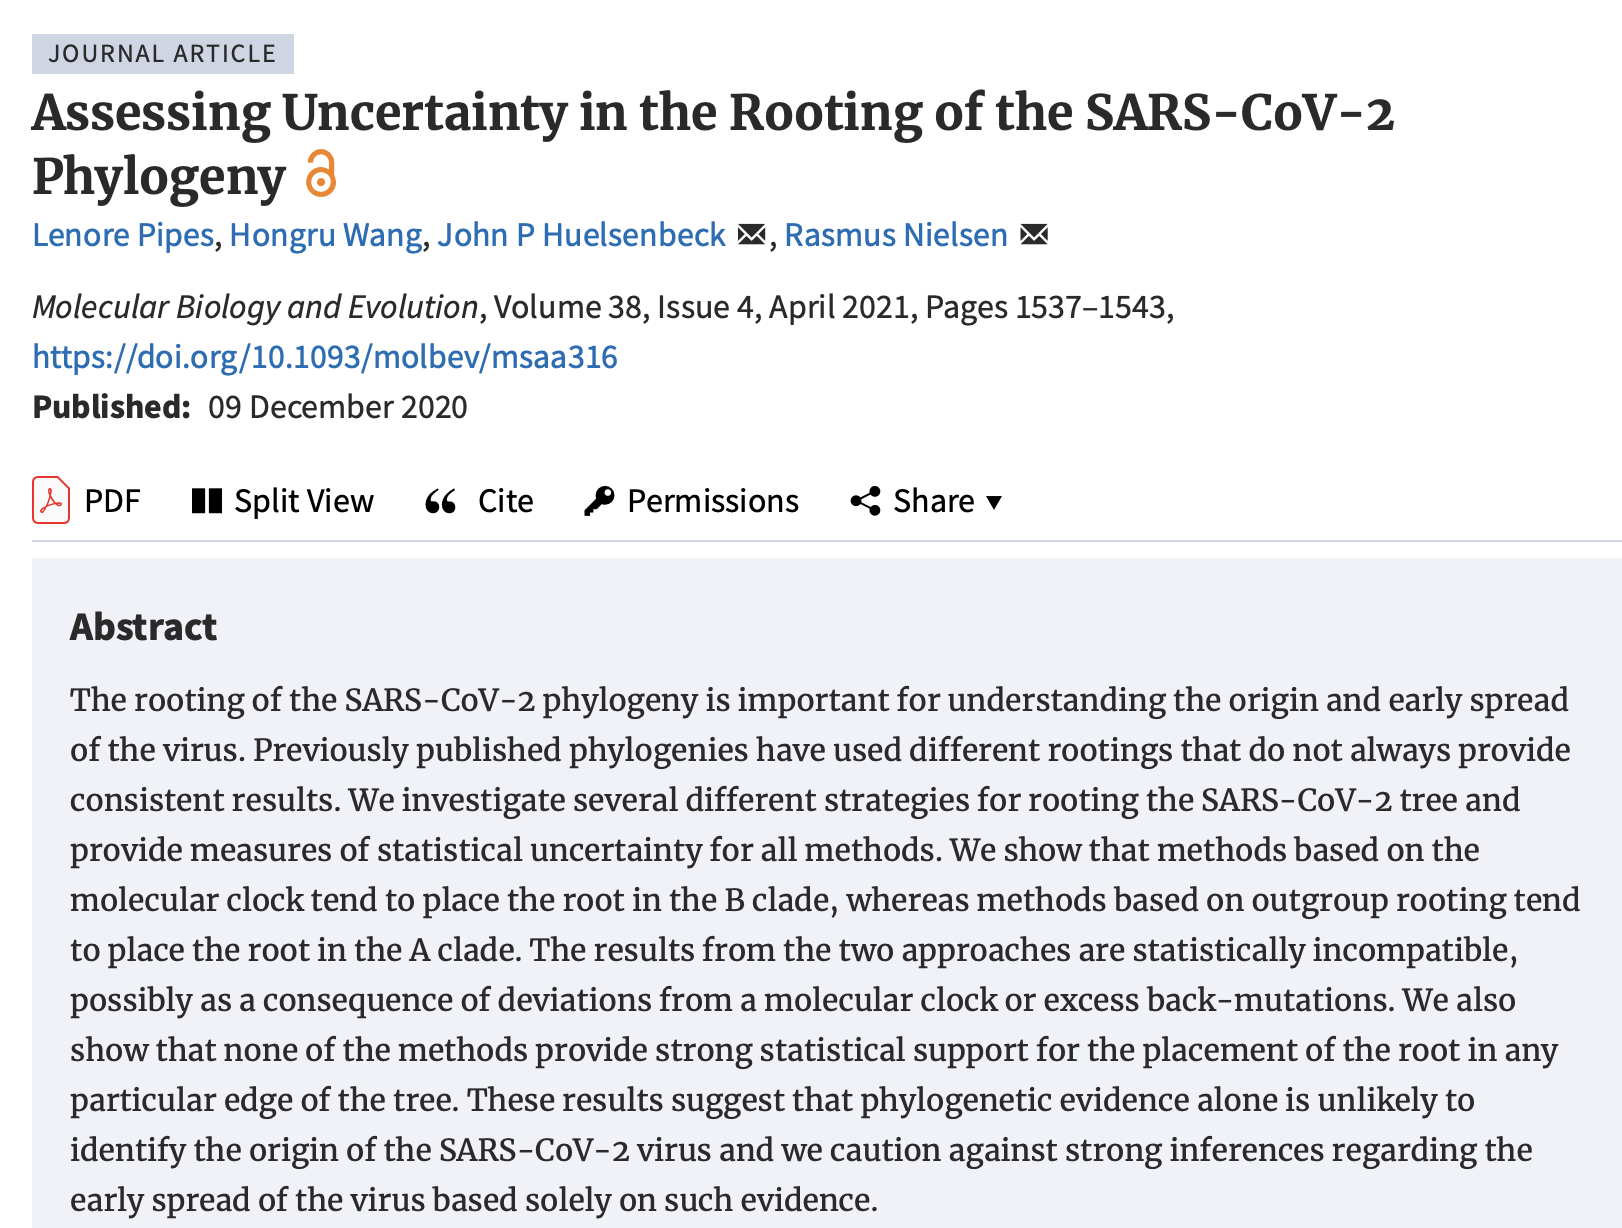 JOURNAL ARTICLE
Assessing Uncertainty in the Rooting of the SARS-CoV-2
Phylogeny
Lenore Pipes, Hongru Wang, John P Huelsenbeck, Rasmus Nielsen
Molecular Biology and Evolution, Volume 38, Issue 4, April 2021, Pages 1537–1543,
https://doi.org/10.1093/molbev/msaa316
Published: 09 December 2020
PDF Split View Cite Permissions Share
Abstract
The rooting of the SARS-CoV-2 phylogeny is important for understanding the origin and early spread
of the virus. Previously published phylogenies have used different rootings that do not always provide
consistent results. We investigate several different strategies for rooting the SARS-CoV-2 tree and
provide measures of statistical uncertainty for all methods. We show that methods based on the
molecular clock tend to place the root in the B clade, whereas methods based on outgroup rooting tend
to place the root in the A clade. The results from the two approaches are statistically incompatible,
possibly as a consequence of deviations from a molecular clock or excess back-mutations. We also
show that none of the methods provide strong statistical support for the placement of the root in any
particular edge of the tree. These results suggest that phylogenetic evidence alone is unlikely to
identify the origin of the SARS-CoV-2 virus and we caution against strong inferences regarding the
early spread of the virus based solely on such evidence.